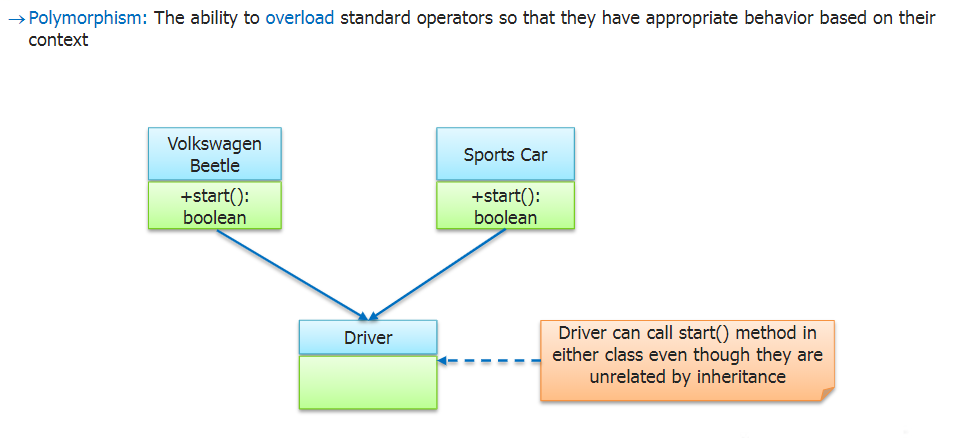 →Polymorphism: The ability to overload standard operators so that they have appropriate behavior based on their
context
Volkswagen
Beetle
+start():
boolean
Sports Car
+start():
boolean
Driver
Driver can call start() method in
either class even though they are
unrelated by inheritance